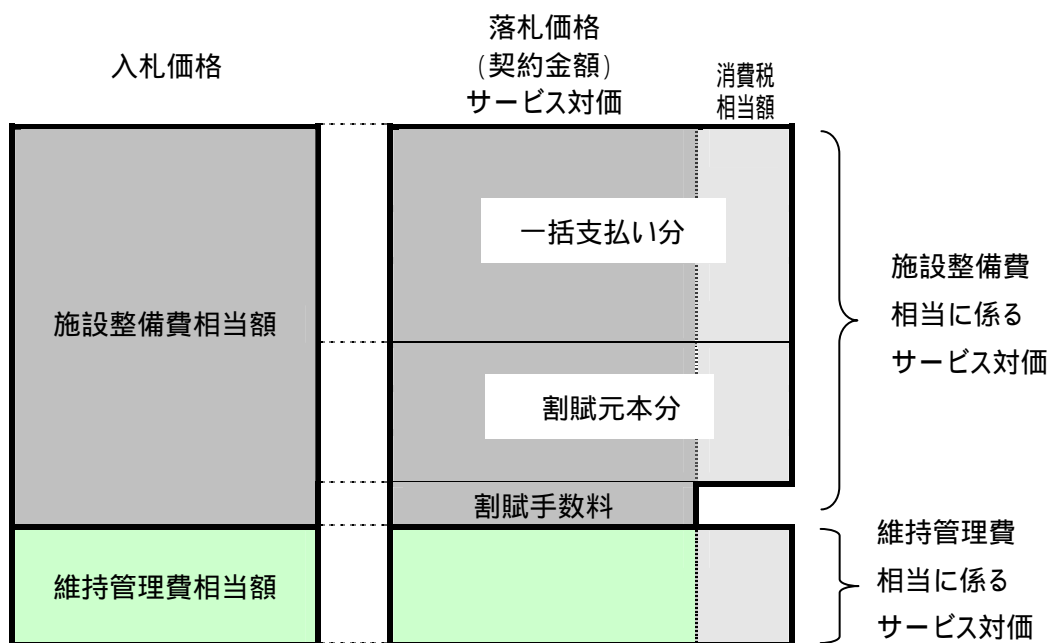 入札価格
落札価格
(契約金額)
サービス対価
消費税
相当額
施設整備費相当額
一括支払い分
割賦元本分
割賦手数料
施設整備費
相当に係る
サービス対価
維持管理費相当額
維持管理費
相当に係る
サービス対価